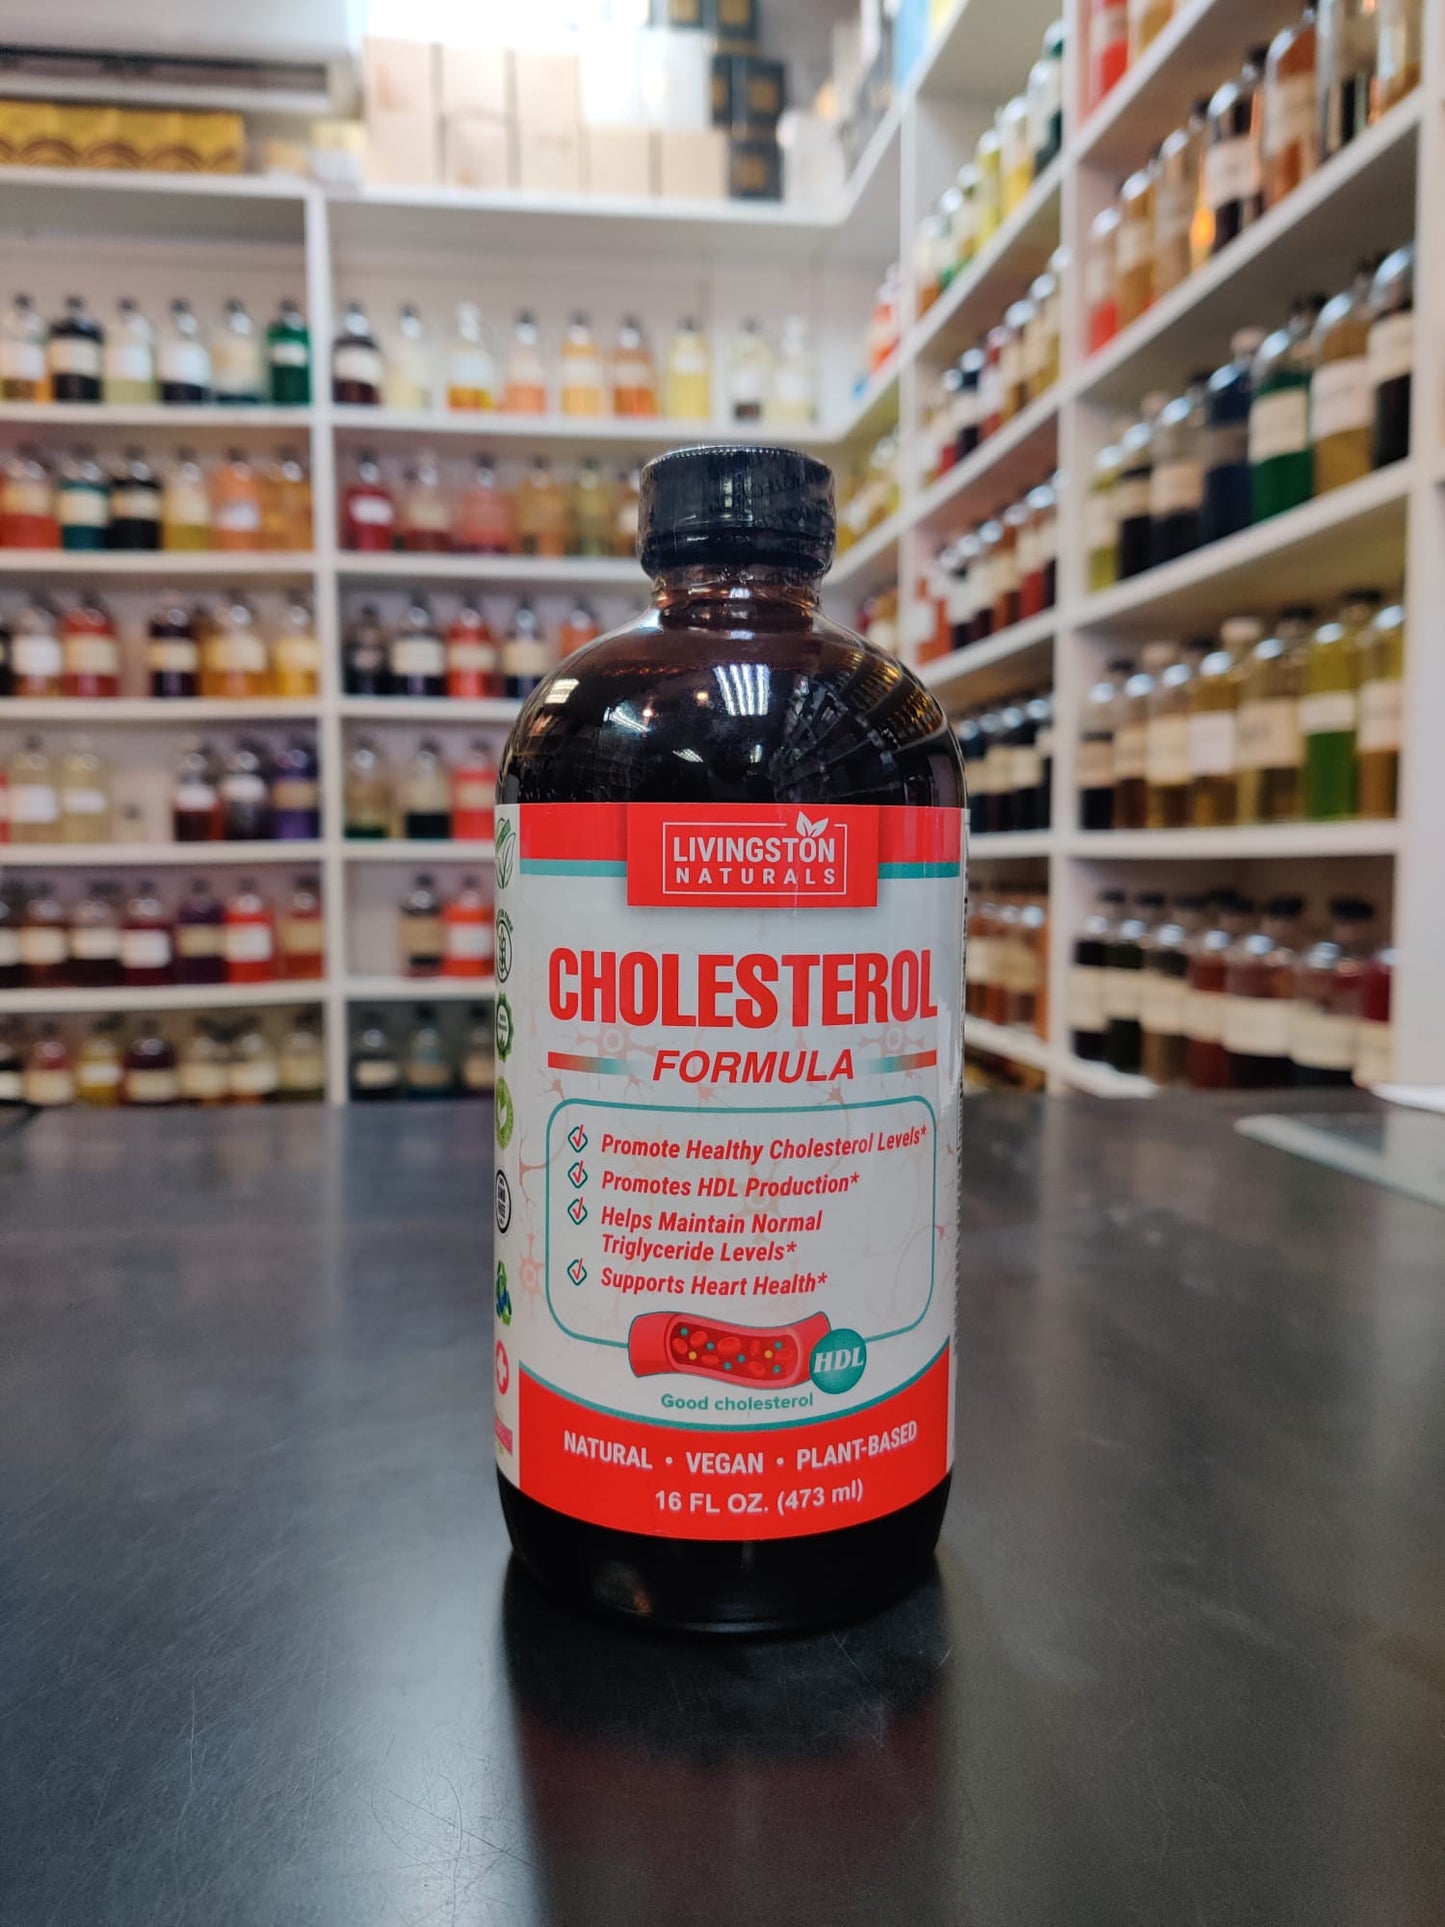 LIVINGSTON
NATURALS
CHOLESTEROL
FORMULA
Promote Healthy Cholesterol Levels*
Promotes HDL Production*
Helps Maintain Normal
Triglyceride Levels*
Supports Heart Health*
HDL
Good cholesterol
NATURAL • VEGAN • PLANT-BASED
16 FL OZ. (473 ml)